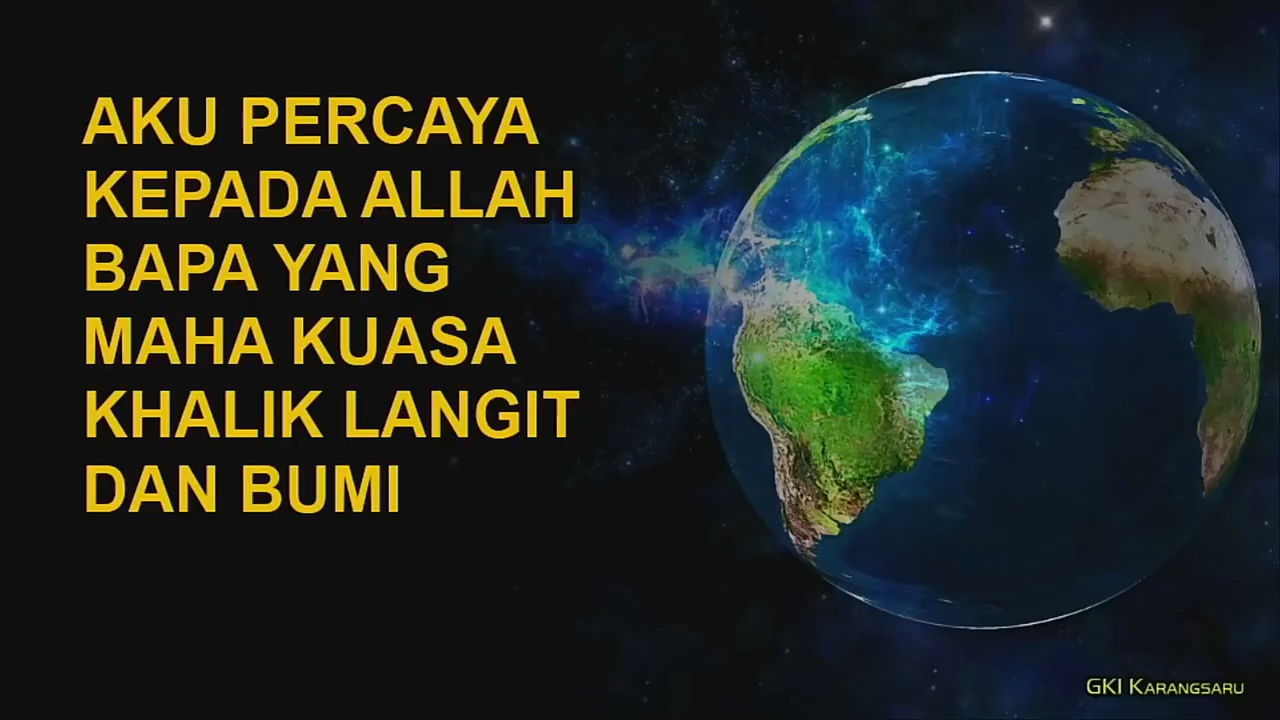 AKU PERCAYA
KEPADA ALLAH
BAPA YANG
MAHA KUASA
KHALIK LANGIT
DAN BUMI
GKI KARANGSARU